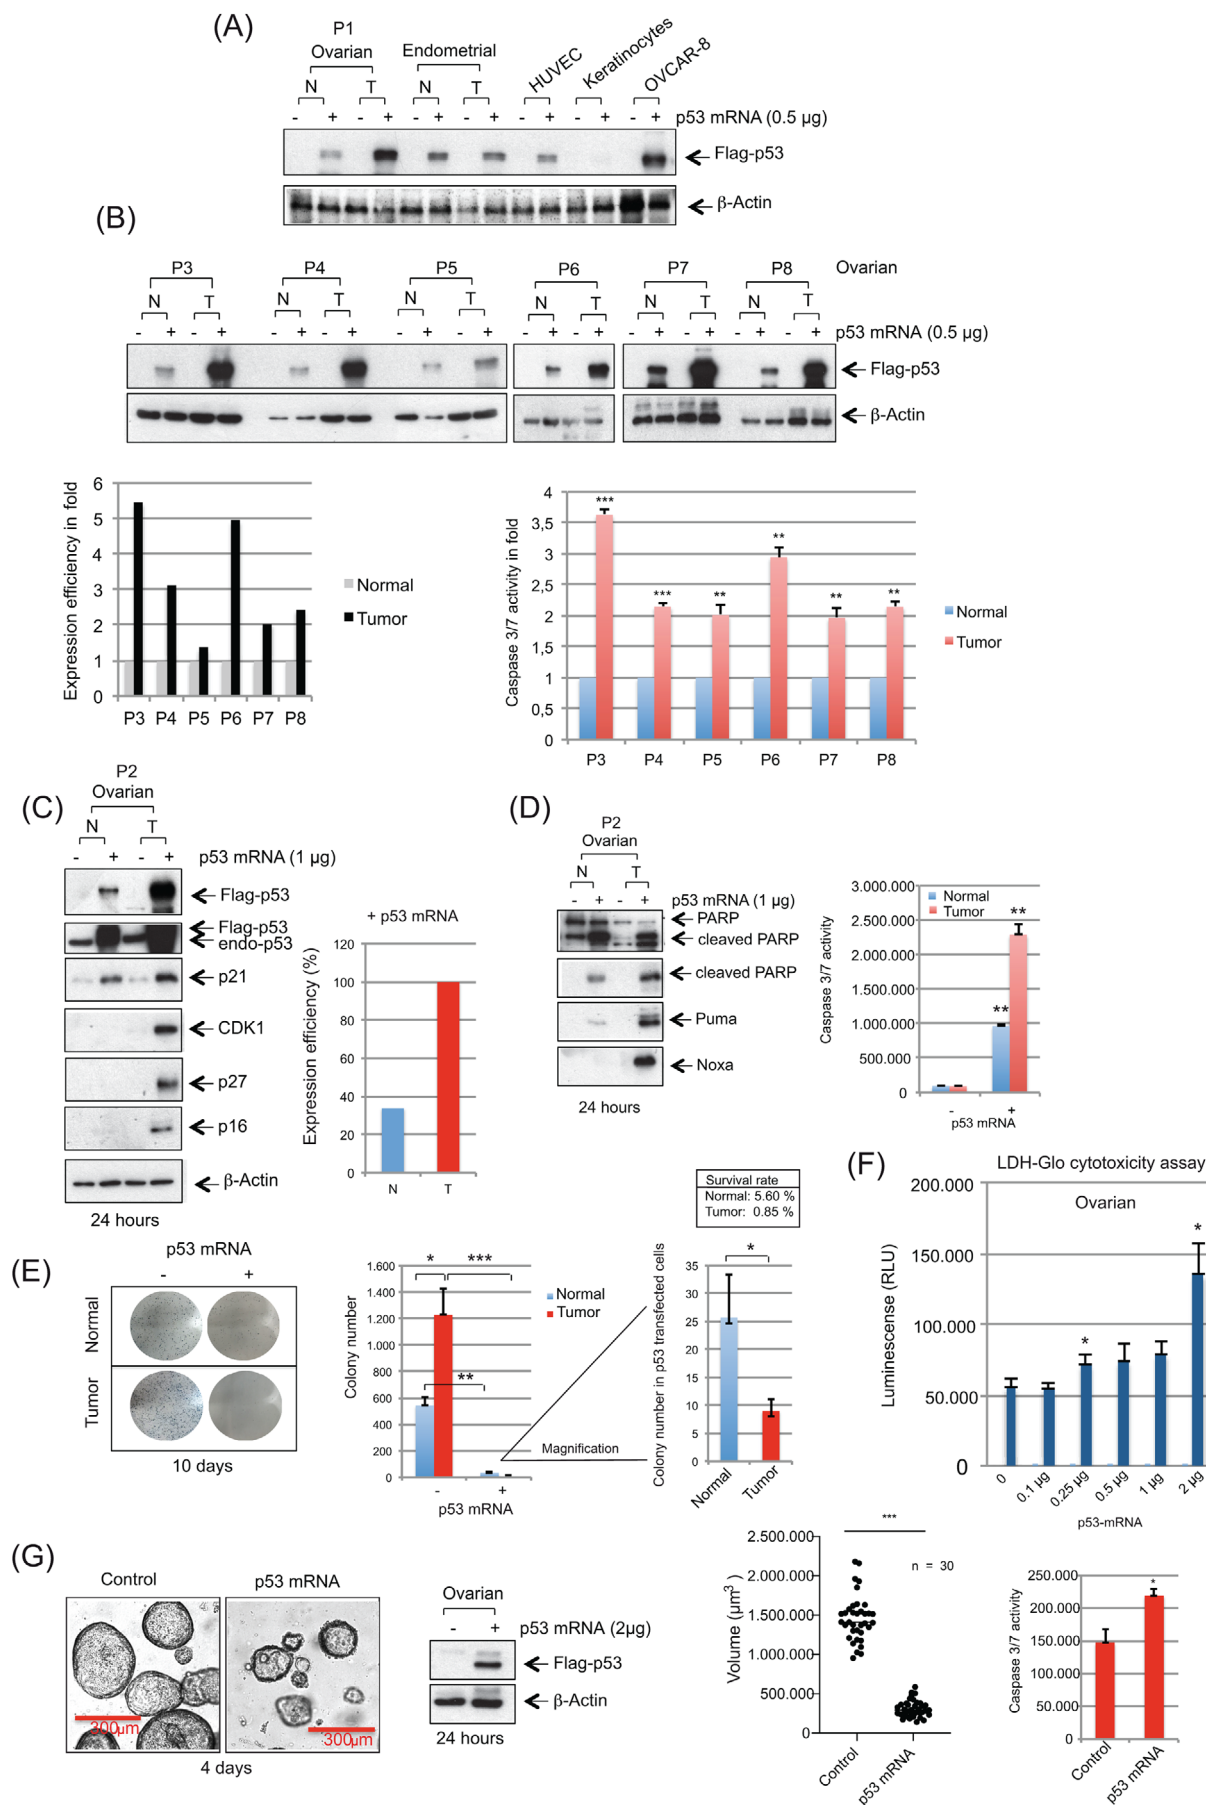 (A)
P1
Ovarian
Endometrial
HUVEC
Keratinocytes
OVCAR-8
N T N T
- + - + - + - + - + - + - + p53 mRNA (0.5 µg)
Flag-p53
β-Actin
(B)
P3 P4 P5 P6 P7 P8 Ovarian
N T N T N T N T N T N T
- + - + - + - + - + - + - + - + - + - + - + - + p53 mRNA (0.5 µg)
Flag-p53
β-Actin
Expression efficiency in fold
6
5
4
3
2
1
0
P3 P4 P5 P6 P7 P8
Normal
Tumor
Caspase 3/7 activity in fold
4
3,5
3
2,5
2
1,5
1
0,5
0
*** *** ** ** ** **
P3 P4 P5 P6 P7 P8
Normal
Tumor
(C)
P2
Ovarian
N T
- + - + p53 mRNA (1 µg)
Flag-p53
Flag-p53
endo-p53
p21
CDK1
p27
p16
β-Actin
24 hours
+ p53 mRNA
Expression efficiency (%)
120
100
80
60
40
20
0
N T
(D)
P2
Ovarian
N T
- + - + p53 mRNA (1 µg)
PARP
cleaved PARP
cleaved PARP
Puma
Noxa
24 hours
Caspase 3/7 activity
3.000.000
2.500.000
2.000.000
1.500.000
1.000.000
500.000
0
Normal
Tumor
** **
- +
p53 mRNA
(E)
p53 mRNA
- +
Normal
Tumor
10 days
Colony number
1.600
1.400
1.200
1.000
800
600
400
200
0
* ***
**
Normal
Tumor
- +
p53 mRNA
Magnification
Survival rate
Normal: 5.60 %
Tumor: 0.85 %
Colony number in p53 transfected cells
35
30
25
20
15
10
5
0
*
Normal
Tumor
(F)
LDH-Glo cytotoxicity assay
Ovarian
Luminescense (RLU)
200.000
150.000
100.000
50.000
0
* *
0 0.1 µg 0.25 µg 0.5 µg 1 µg 2 µg
p53-mRNA
(G)
Control p53 mRNA
300µm 300µm
4 days
Ovarian
- + p53 mRNA (2µg)
Flag-p53
β-Actin
24 hours
Volume (µm³ )
2.500.000
2.000.000
1.500.000
1.000.000
500.000
0
***
n = 30
Control
p53 mRNA
Caspase 3/7 activity
250.000
200.000
150.000
100.000
50.000
0
*
Control
p53 mRNA